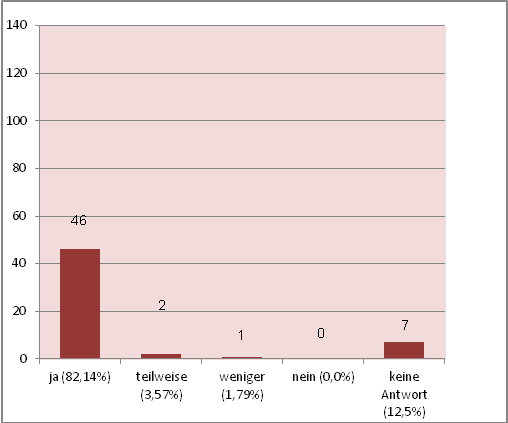 140
120
100
80
60
40
20
0
46
2
1
0
7
ja (82,14%)
teilweise
(3,57%)
weniger
(1,79%)
nein (0,0%)
keine
Antwort
(12,5%)